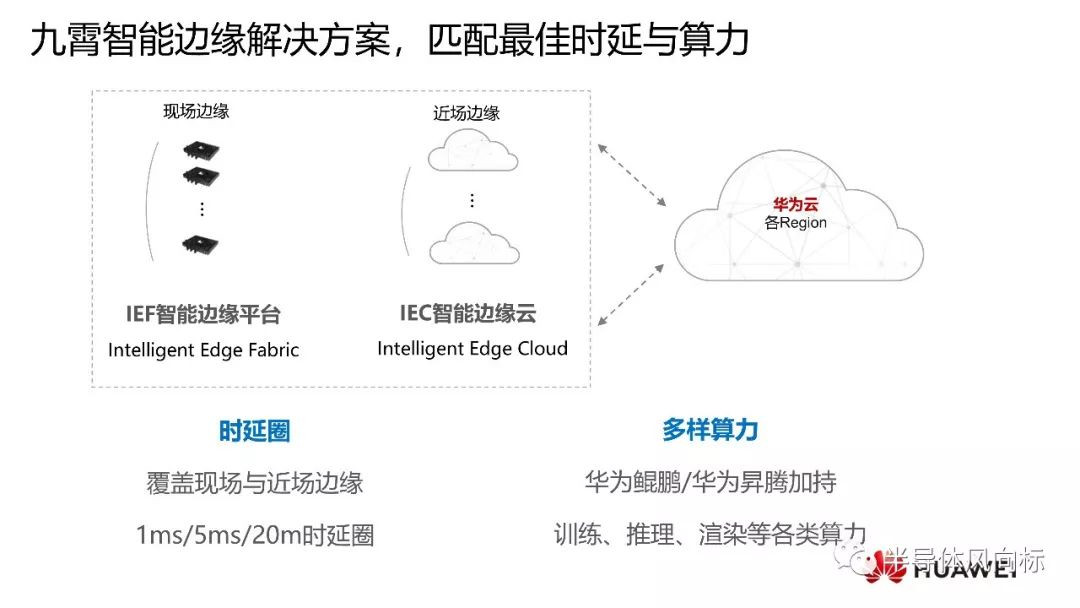 九霄智能边缘解决方案，匹配最佳时延与算力
现场边缘
近场边缘
华为云
各Region
IEF智能边缘平台
IEC智能边缘云
Intelligent Edge Fabric
Intelligent Edge Cloud
时延圈
多样算力
覆盖现场与近场边缘
华为鲲鹏/华为昇腾加持
1ms/5ms/20m时延圈
训练、推理、渲染等各类算力
半导体风向标
HUAWEI